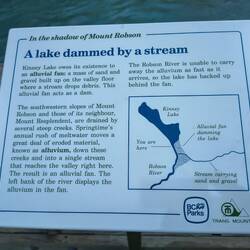 In the shadow of Mount Robson
A lake dammed by a stream
Kinney Lake owes its existence to
an alluvial fan: a mass of sand and
gravel built up on the valley floor
where a stream drops debris. This
alluvial fan acts as a dam.
The southwestern slopes of Mount
Robson and those of its neighbour,
Mount Resplendent, are drained by
several steep creeks. Springtime's
annual rush of meltwater moves a
great deal of eroded material,
known as alluvium, down these
creeks and into a single stream
that reaches the valley right here.
The result is an alluvial fan. The
left bank of the river displays the
alluvium in the fan.
The Robson River is unable to carry
away the alluvium as fast as it
arrives, so the lake has backed up
behind the fan.
Kinney
Lake
You are
here
Alluvial fan
damming
the lake
Robson
River
Stream carrying
sand and gravel
BC
Parks
TRANS MOUNTAIN